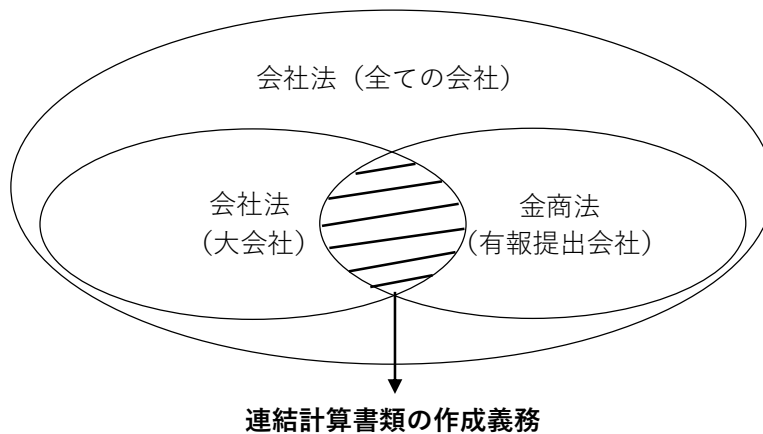 会社法（全ての会社）
会社法
（大会社）
金商法
（有報提出会社）
連結計算書類の作成義務